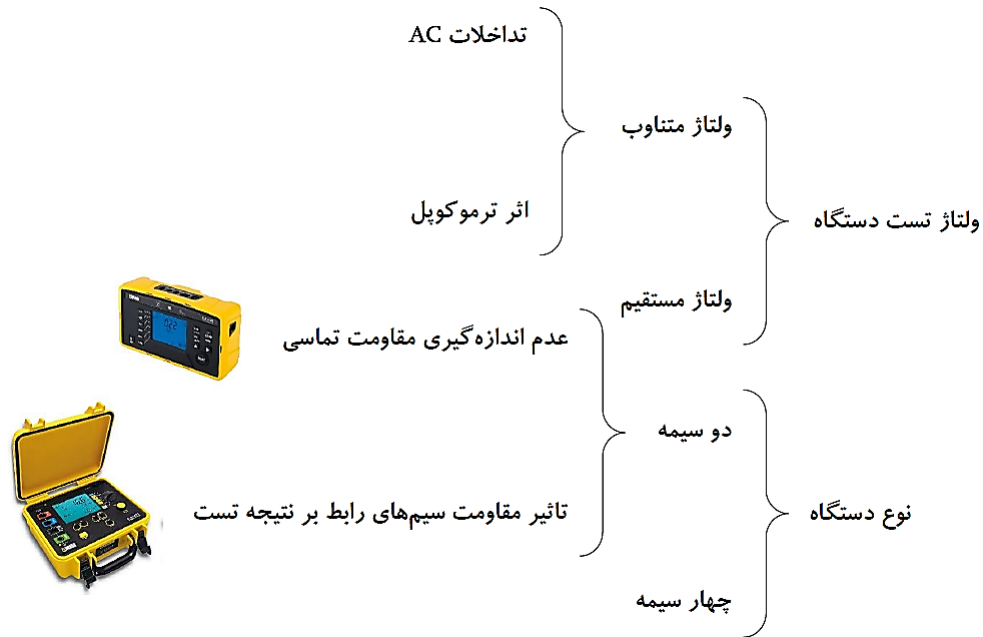 تداخلات AC
ولتاژ متناوب
اثر ترموکوپل
ولتاژ تست دستگاه
ولتاژ مستقیم
عدم اندازه‌گیری مقاومت تماسی
دو سیمه
تاثیر مقاومت سیم‌های رابط بر نتیجه تست
نوع دستگاه
چهار سیمه